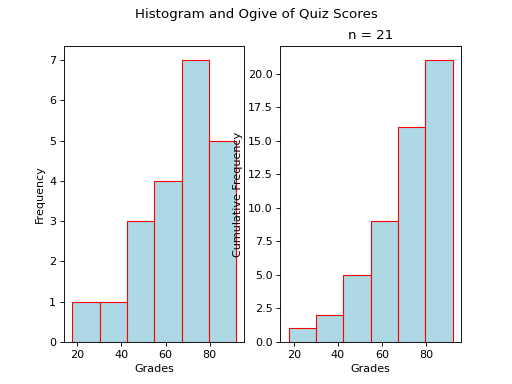 Histogram and Ogive of Quiz Scores
n = 21
7
6
5
4
3
2
1
0
Frequency
20 40 60 80
Grades
20.0
17.5
15.0
12.5
10.0
7.5
5.0
2.5
0.0
Cumulative Frequency
20 40 60 80
Grades